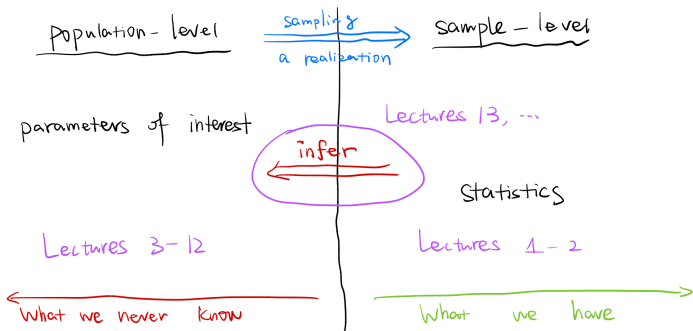 population-level
sampling
a realization
sample-level
parameters of interest
Lectures 13, ...
infer
statistics
Lectures 3-12
Lectures 1-2
What we never know
What we have